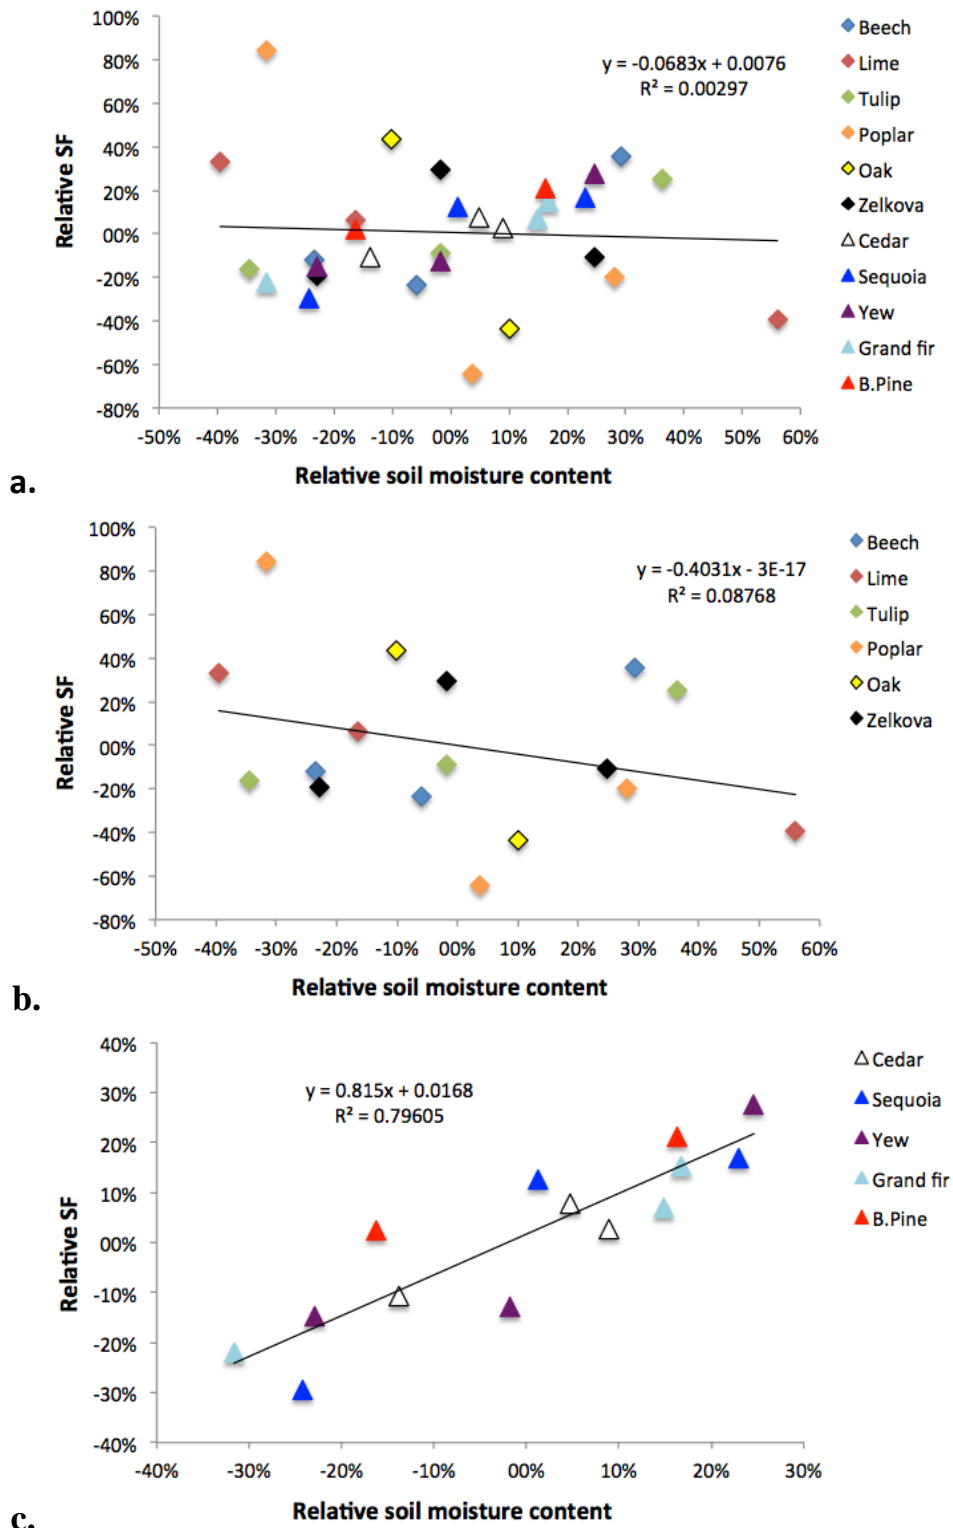 100%
80%
60%
40%
20%
00%
-20%
-40%
-60%
-80%
Relative SF
y = -0.0683x + 0.0076
R² = 0.00297
Beech
Lime
Tulip
Poplar
Oak
Zelkova
Cedar
Sequoia
Yew
Grand fir
B.Pine
-50% -40% -30% -20% -10% 00% 10% 20% 30% 40% 50% 60%
Relative soil moisture content
a.
100%
80%
60%
40%
20%
00%
-20%
-40%
-60%
-80%
Relative SF
y = -0.4031x - 3E-17
R² = 0.08768
Beech
Lime
Tulip
Poplar
Oak
Zelkova
-50% -40% -30% -20% -10% 00% 10% 20% 30% 40% 50% 60%
Relative soil moisture content
b.
40%
30%
20%
10%
00%
-10%
-20%
-30%
-40%
Relative SF
y = 0.815x + 0.0168
R² = 0.79605
Cedar
Sequoia
Yew
Grand fir
B.Pine
-40% -30% -20% -10% 00% 10% 20% 30%
Relative soil moisture content
c.